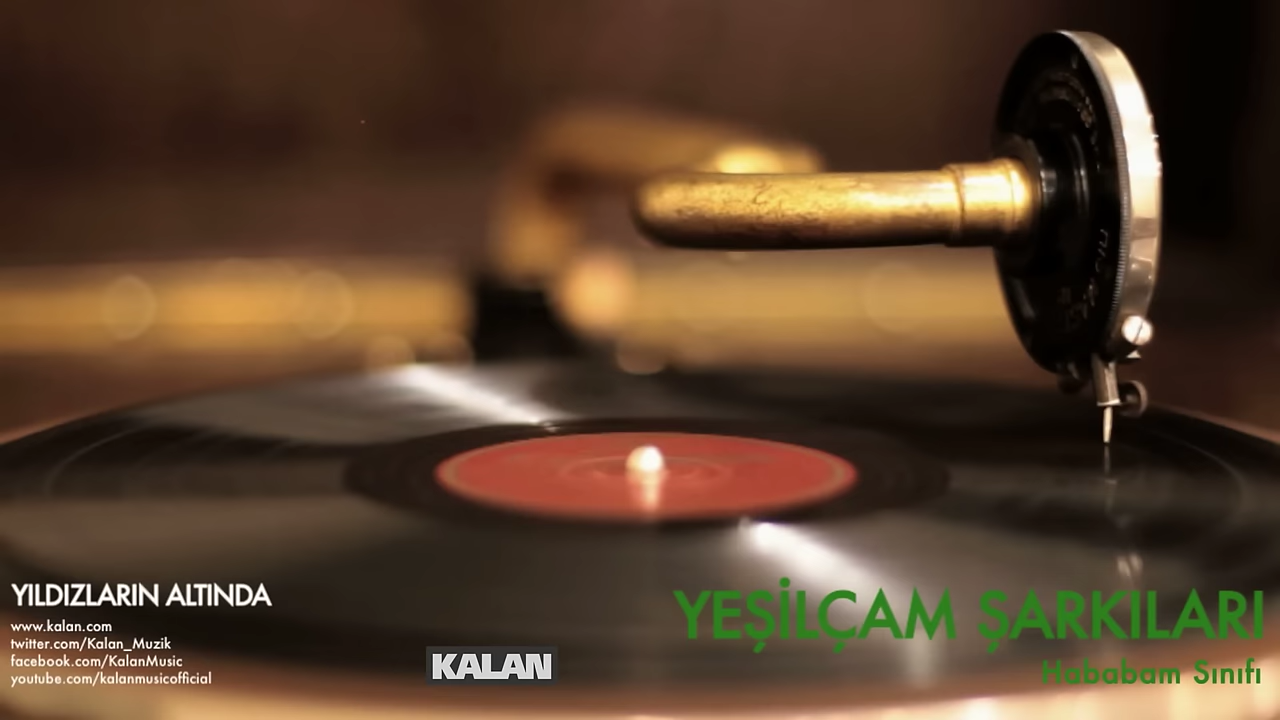 YILDIZLARIN ALTINDA
www.kalan.com
twitter.com/Kalan_Muzik
facebook.com/KalanMusic
youtube.com/kalanmusicofficial
KALAN
YEŞİLÇAM ŞARKILARI
Hababam Sınıfı